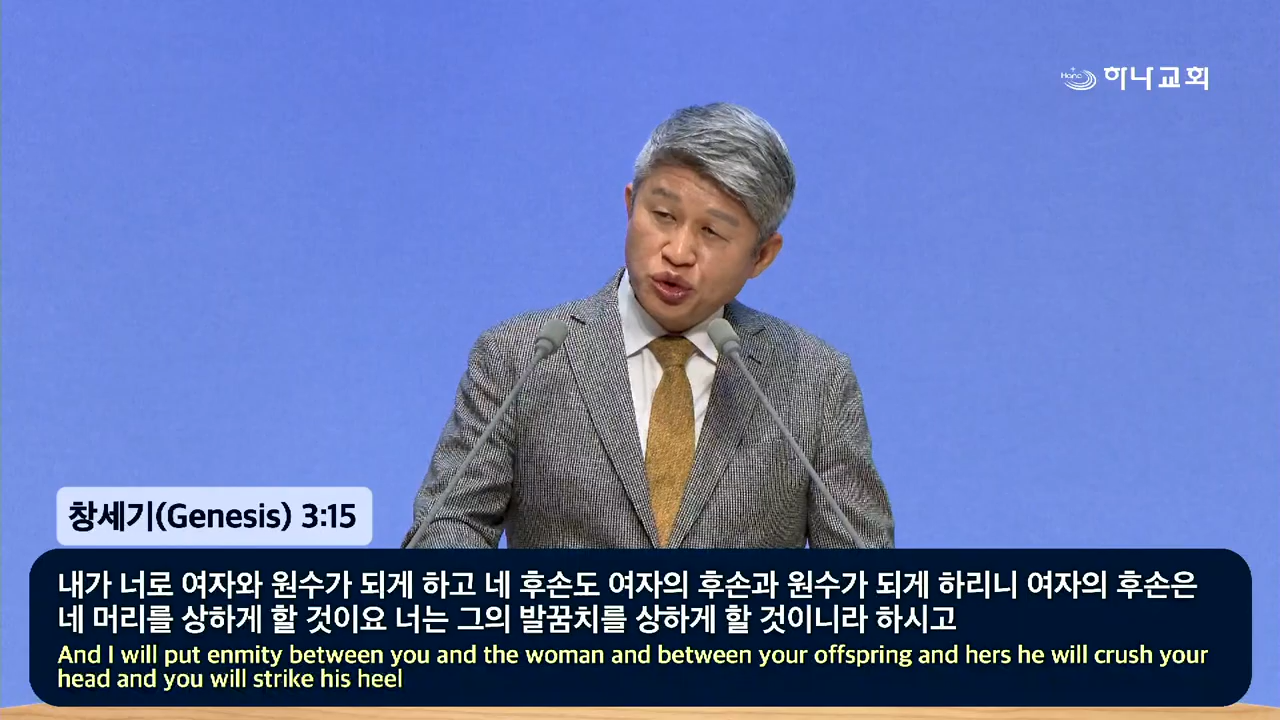 Hana 하나교회
창세기(Genesis) 3:15
내가 너로 여자와 원수가 되게 하고 네 후손도 여자의 후손과 원수가 되게 하리니 여자의 후손은
네 머리를 상하게 할 것이요 너는 그의 발꿈치를 상하게 할 것이니라 하시고
And I will put enmity between you and the woman and between your offspring and hers he will crush your
head and you will strike his heel